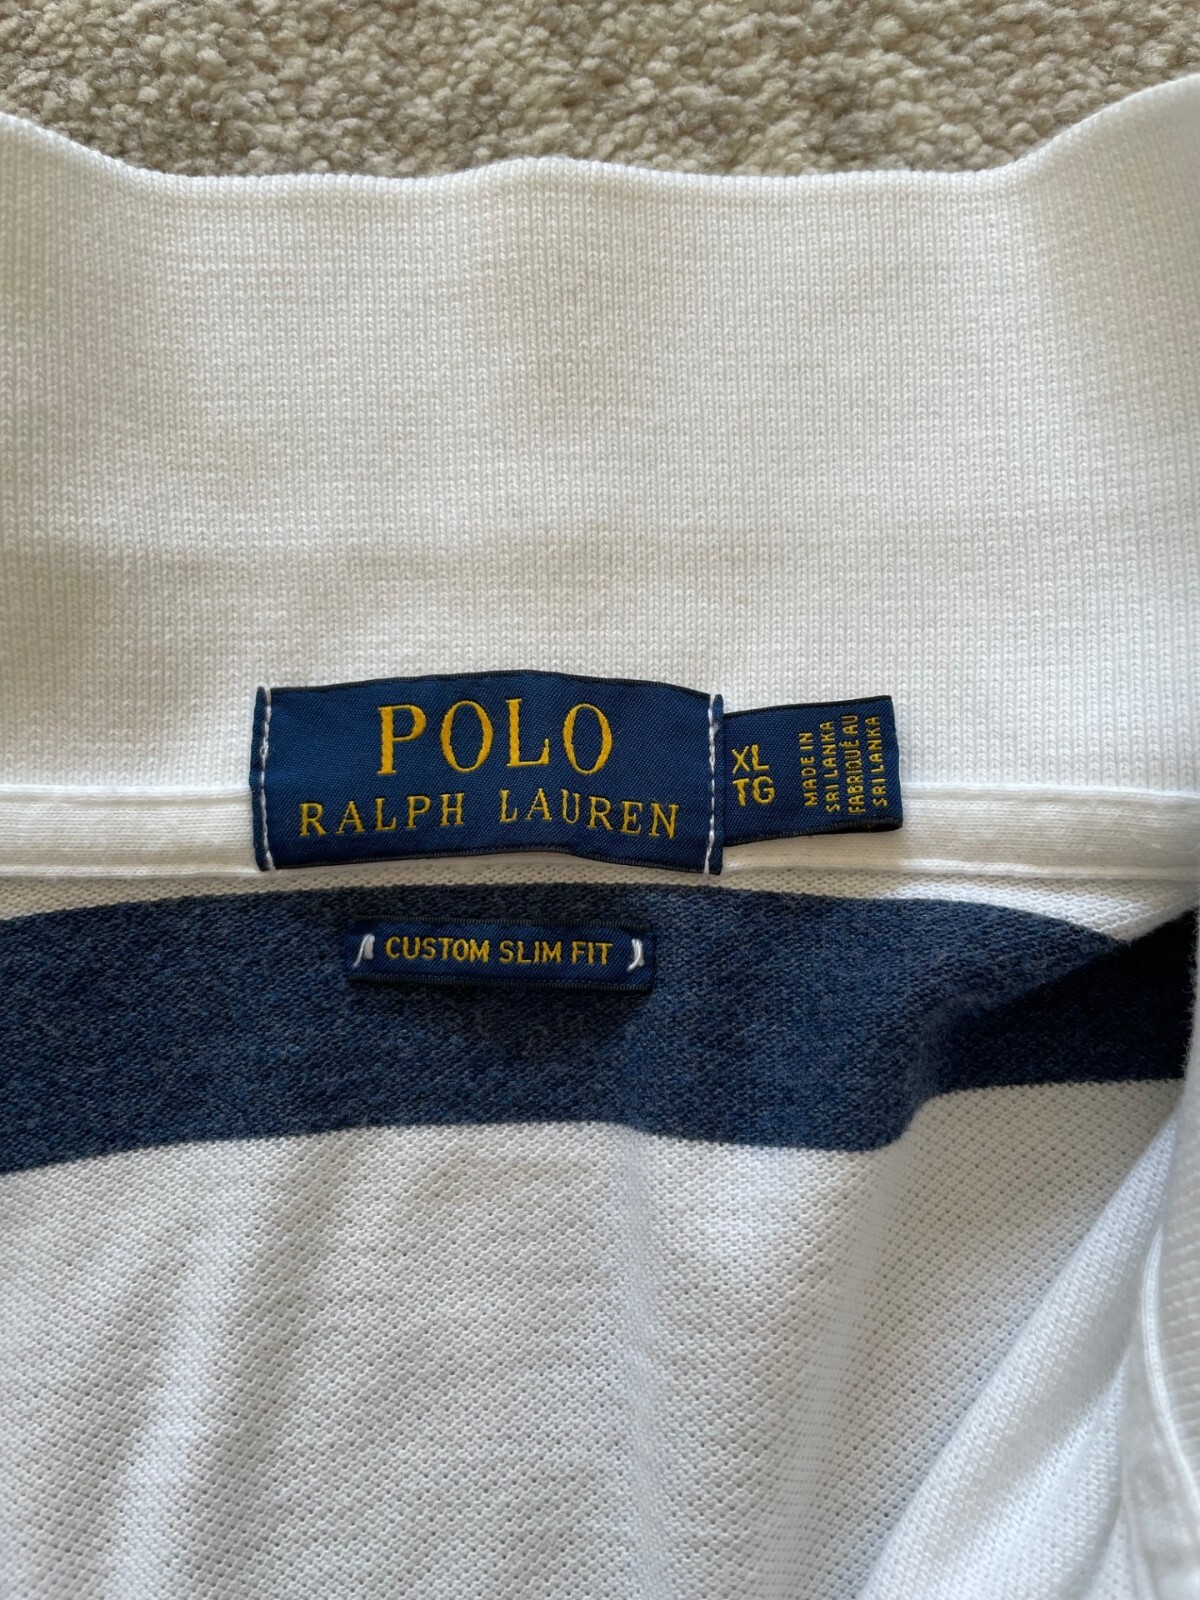 POLO
RALPH LAUREN
XL
TG
MADE IN
SRI LANKA
FABRIQUÉ AU
SRI LANKA
CUSTOM SLIM FIT